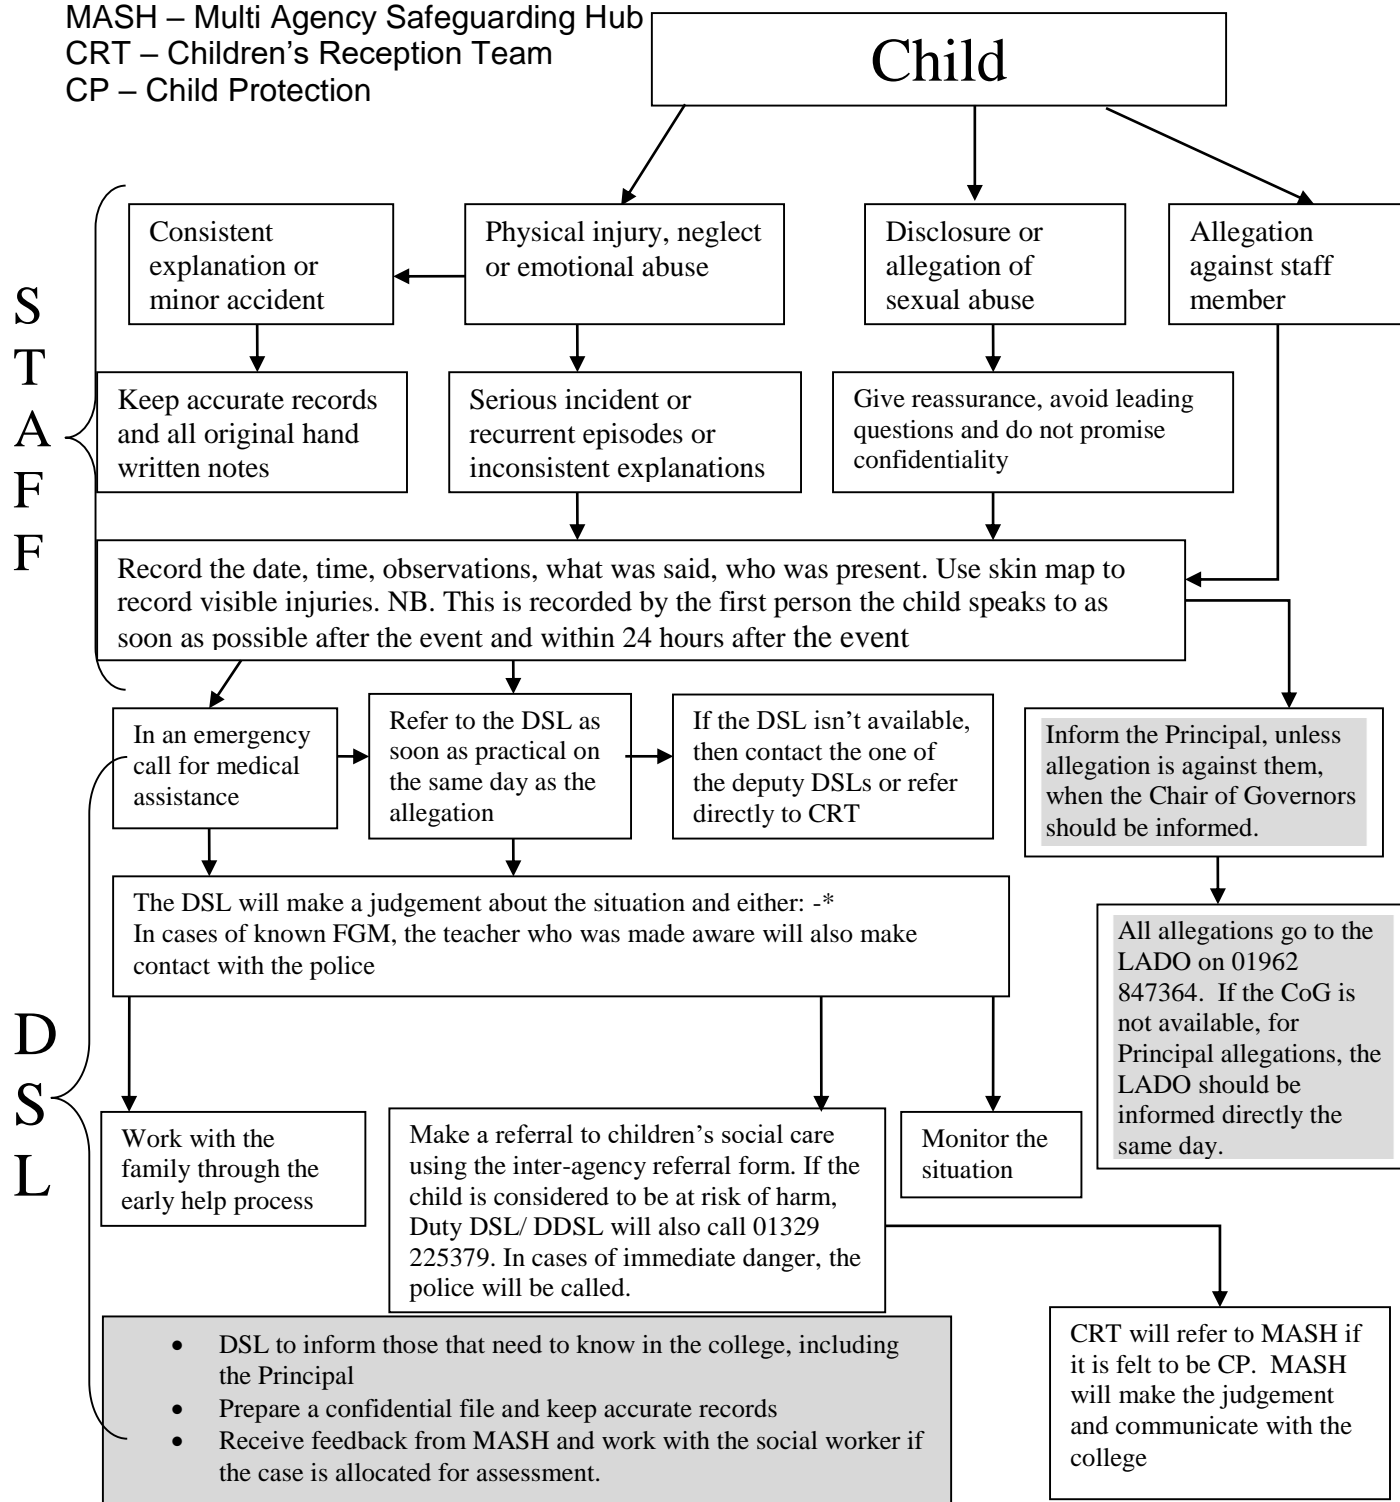 MASH – Multi Agency Safeguarding Hub
CRT – Children's Reception Team
CP – Child Protection
Child
S
T
A
F
F
Consistent
explanation or
minor accident
Physical injury, neglect
or emotional abuse
Disclosure or
allegation of
sexual abuse
Allegation
against staff
member
Keep accurate records
and all original hand
written notes
Serious incident or
recurrent episodes or
inconsistent explanations
Give reassurance, avoid leading
questions and do not promise
confidentiality
Record the date, time, observations, what was said, who was present. Use skin map to
record visible injuries. NB. This is recorded by the first person the child speaks to as
soon as possible after the event and within 24 hours after the event
In an emergency
call for medical
assistance
Refer to the DSL as
soon as practical on
the same day as the
allegation
If the DSL isn't available,
then contact the one of
the deputy DSLs or refer
directly to CRT
Inform the Principal, unless
allegation is against them,
when the Chair of Governors
should be informed.
The DSL will make a judgement about the situation and either: -*
In cases of known FGM, the teacher who was made aware will also make
contact with the police
All allegations go to the
LADO on 01962
847364.  If the CoG is
not available, for
Principal allegations, the
LADO should be
informed directly the
same day.
D
S
L
Work with the
family through the
early help process
Make a referral to children's social care
using the inter-agency referral form. If the
child is considered to be at risk of harm,
Duty DSL/ DDSL will also call 01329
225379. In cases of immediate danger, the
police will be called.
Monitor the
situation
• DSL to inform those that need to know in the college, including
the Principal
• Prepare a confidential file and keep accurate records
• Receive feedback from MASH and work with the social worker if
the case is allocated for assessment.
CRT will refer to MASH if
it is felt to be CP.  MASH
will make the judgement
and communicate with the
college